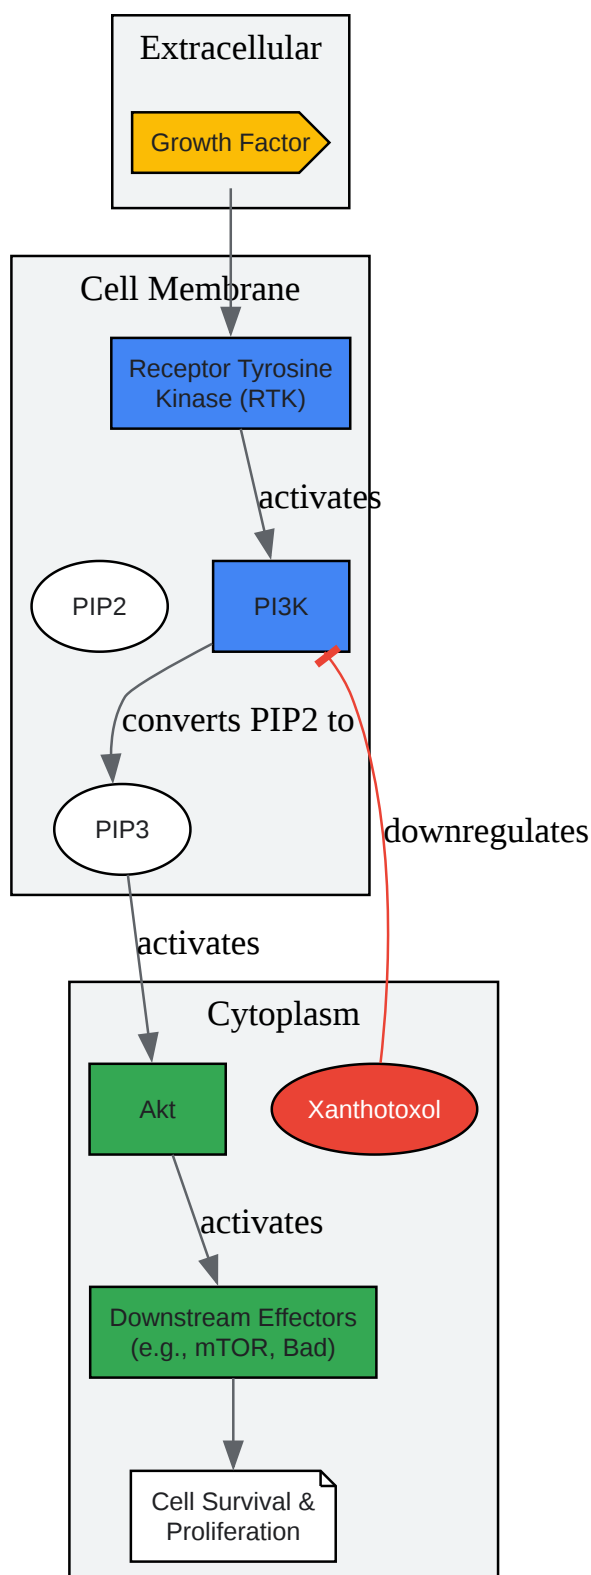 Extracellular
Growth Factor
Cell Membrane
Receptor Tyrosine
Kinase (RTK)
activates
PIP2
PI3K
converts PIP2 to
PIP3
downregulates
activates
Cytoplasm
Akt
Xanthotoxol
activates
Downstream Effectors
(e.g., mTOR, Bad)
Cell Survival &
Proliferation